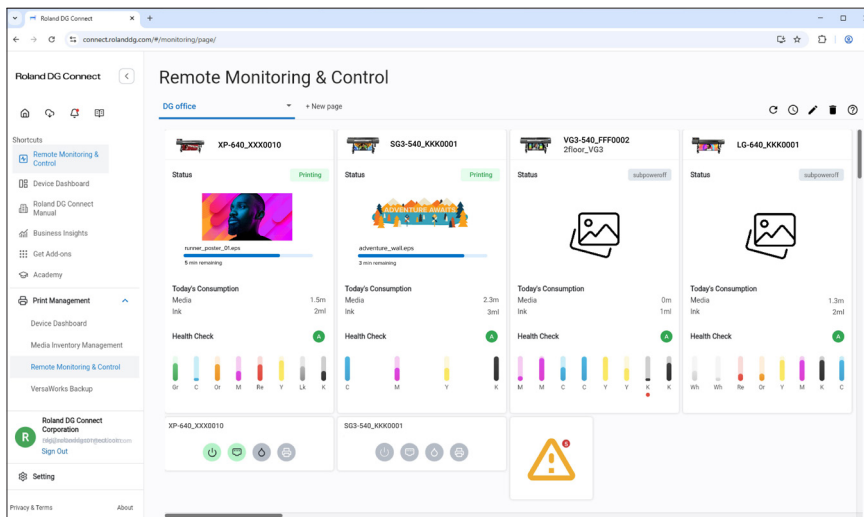 Roland DG Connect
connect.rolanddg.com/#/monitoring/page/
Roland DG Connect
Shortcuts
Remote Monitoring &
Control
Device Dashboard
Roland DG Connect
Manual
Business Insights
Get Add-ons
Academy
Print Management
Device Dashboard
Media Inventory Management
Remote Monitoring & Control
VersaWorks Backup
R
Roland DG Connect
Corporation
Sign Out
Setting
Privacy & Terms
About
Remote Monitoring & Control
DG office
+ New page
XP-640_XXX0010
Status
Printing
runner_poster_01.eps
5 min remaining
Today's Consumption
Media 1.5m
Ink 2ml
Health Check A
Gr C Or M Re Y Lk K
SG3-540_KKK0001
Status
Printing
ADVENTURE AWAITS
adventure_wall.eps
3 min remaining
Today's Consumption
Media 2.3m
Ink 3ml
Health Check A
C M Y K
VG3-540_FFF0002
2floor_VG3
Status
subpoweroff
Today's Consumption
Media 0m
Ink 1ml
Health Check A
M M C C Y Y K K
LG-640_KKK0001
Status
subpoweroff
Today's Consumption
Media 1.3m
Ink 2ml
Health Check A
Wh Wh Re Or Y M K C
XP-640_XXX0010
SG3-540_KKK0001